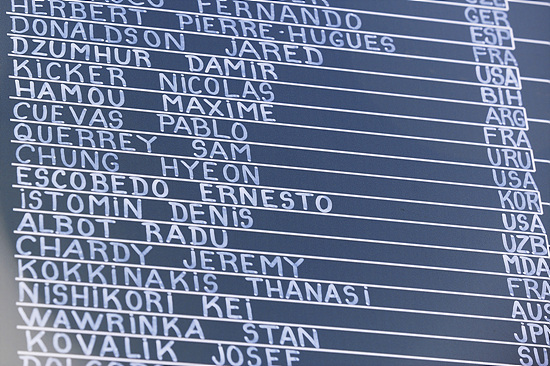 GER
FERNANDO ESP
HERBERT PIERRE-HUGUES FRA
DONALDSON JARED USA
DZUMHUR DAMIR BIH
KICKER NICOLAS ARG
HAMOU MAXIME FRA
CUEVAS PABLO URU
QUERREY SAM USA
CHUNG HYEON KOR
ESCOBEDO ERNESTO USA
ISTOMIN DENIS UZB
ALBOT RADU MDA
CHARDY JEREMY FRA
KOKKINAKIS THANASI AUS
NISHIKORI KEI JPN
WAWRINKA STAN SU
KOVALIK JOSEF